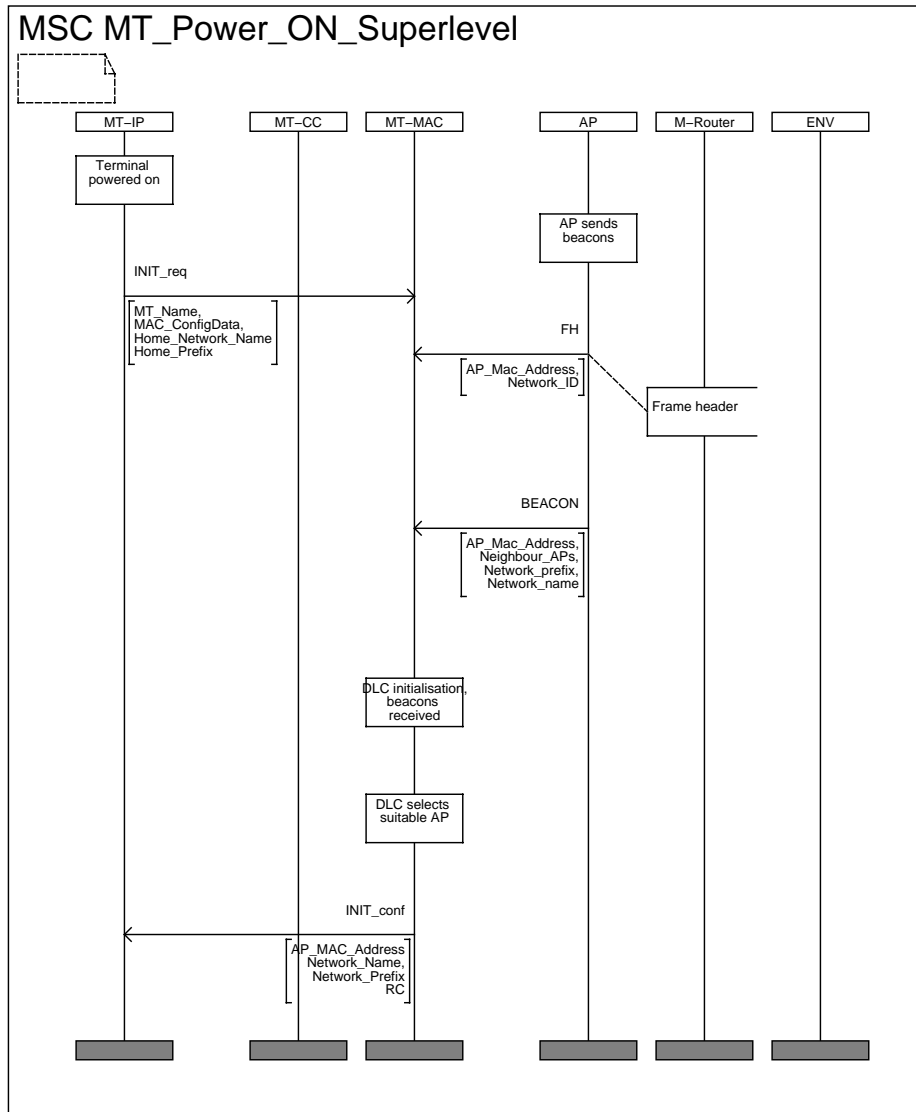 MSC MT_Power_ON_Superlevel
MT−IP
MT−CC
MT−MAC
AP
M−Router
ENV
Terminal
powered on
AP sends
beacons
INIT_req
MT_Name,
MAC_ConfigData,
Home_Network_Name
Home_Prefix
FH
AP_Mac_Address,
Network_ID
Frame header
BEACON
AP_Mac_Address,
Neighbour_APs,
Network_prefix,
Network_name
DLC initialisation,
beacons
received
DLC selects
suitable AP
INIT_conf
AP_MAC_Address
Network_Name,
Network_Prefix
RC